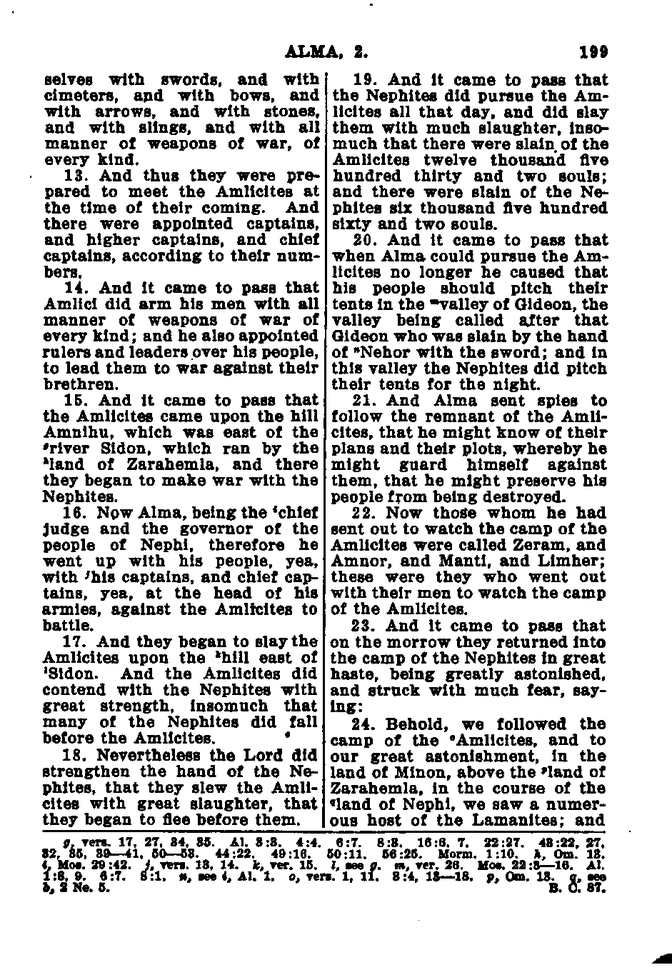 ALMA, 2.
199
selves with swords, and with
cimeters, and with bows, and
with arrows, and with stones,
and with slings, and with all
manner of weapons of war, of
every kind.
13. And thus they were pre-
pared to meet the Amlicites at
the time of their coming. And
there were appointed captains,
and higher captains, and chief
captains, according to their num-
bers.
14. And it came to pass that
Amlici did arm his men with all
manner of weapons of war of
every kind; and he also appointed
rulers and leaders over his people,
to lead them to war against their
brethren.
15. And it came to pass that
the Amlicites came upon the hill
Amnihu, which was east of the
ᵍriver Sidon, which ran by the
ʰland of Zarahemla, and there
they began to make war with the
Nephites.
16. Now Alma, being the ⁱchief
judge and the governor of the
people of Nephi, therefore he
went up with his people, yea,
with ʲhis captains, and chief cap-
tains, yea, at the head of his
armies, against the Amlicites to
battle.
17. And they began to slay the
Amlicites upon the ᵏhill east of
ˡSidon. And the Amlicites did
contend with the Nephites with
great strength, insomuch that
many of the Nephites did fall
before the Amlicites.
18. Nevertheless the Lord did
strengthen the hand of the Ne-
phites, that they slew the Amli-
cites with great slaughter, that
they began to flee before them.
19. And it came to pass that
the Nephites did pursue the Am-
licites all that day, and did slay
them with much slaughter, inso-
much that there were slain of the
Amlicites twelve thousand five
hundred thirty and two souls;
and there were slain of the Ne-
phites six thousand five hundred
sixty and two souls.
20. And it came to pass that
when Alma could pursue the Am-
licites no longer he caused that
his people should pitch their
tents in the ᵐvalley of Gideon, the
valley being called after that
Gideon who was slain by the hand
of ⁿNehor with the sword; and in
this valley the Nephites did pitch
their tents for the night.
21. And Alma sent spies to
follow the remnant of the Amli-
cites, that he might know of their
plans and their plots, whereby he
might guard himself against
them, that he might preserve his
people from being destroyed.
22. Now those whom he had
sent out to watch the camp of the
Amlicites were called Zeram, and
Amnor, and Manti, and Limher;
these were they who went out
with their men to watch the camp
of the Amlicites.
23. And it came to pass that
on the morrow they returned into
the camp of the Nephites in great
haste, being greatly astonished,
and struck with much fear, say-
ing:
24. Behold, we followed the
camp of the ᵒAmlicites, and to
our great astonishment, in the
land of Minon, above the ᵖland of
Zarahemla, in the course of the
qland of Nephi, we saw a numer-
ous host of the Lamanites; and
g, vers. 17, 27, 34, 35. Al. 3:3. 4:4. 6:7. 8:3. 16:6, 7. 22:27. 43:22, 27,
32, 35, 39—41, 50—53. 44:22. 49:16. 50:11. 56:25. Morm. 1:10. h, Om. 13.
i, Mos. 29:42. j, vers. 13, 14. k, ver. 15. l, see g. m, ver. 26. Mos. 22:3—16. Al.
1:8, 9. 6:7. 8:1. n, see i, Al. 1. o, vers. 1, 11. 3:4, 13—18. p, Om. 13. q, see
b, 2 Ne. 5.
B. C. 87.